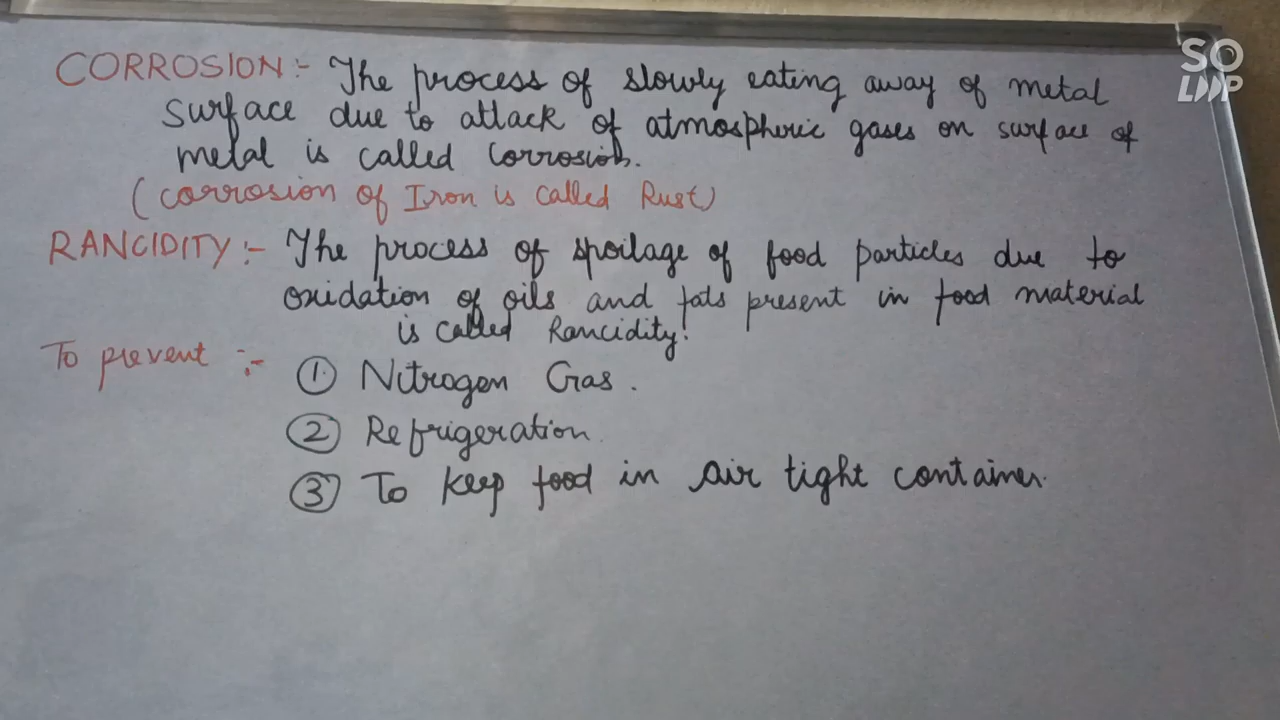 CORROSION :- The process of slowly eating away of metal
surface due to attack of atmospheric gases on surface of
metal is called Corrosion.
(Corrosion of Iron is called Rust)
RANCIDITY :- The process of spoilage of food particles due to
oxidation of oils and fats present in food material
is called Rancidity.
To prevent :-
① Nitrogen Gas.
② Refrigeration.
③ To keep food in air tight container.
SO
LOOP